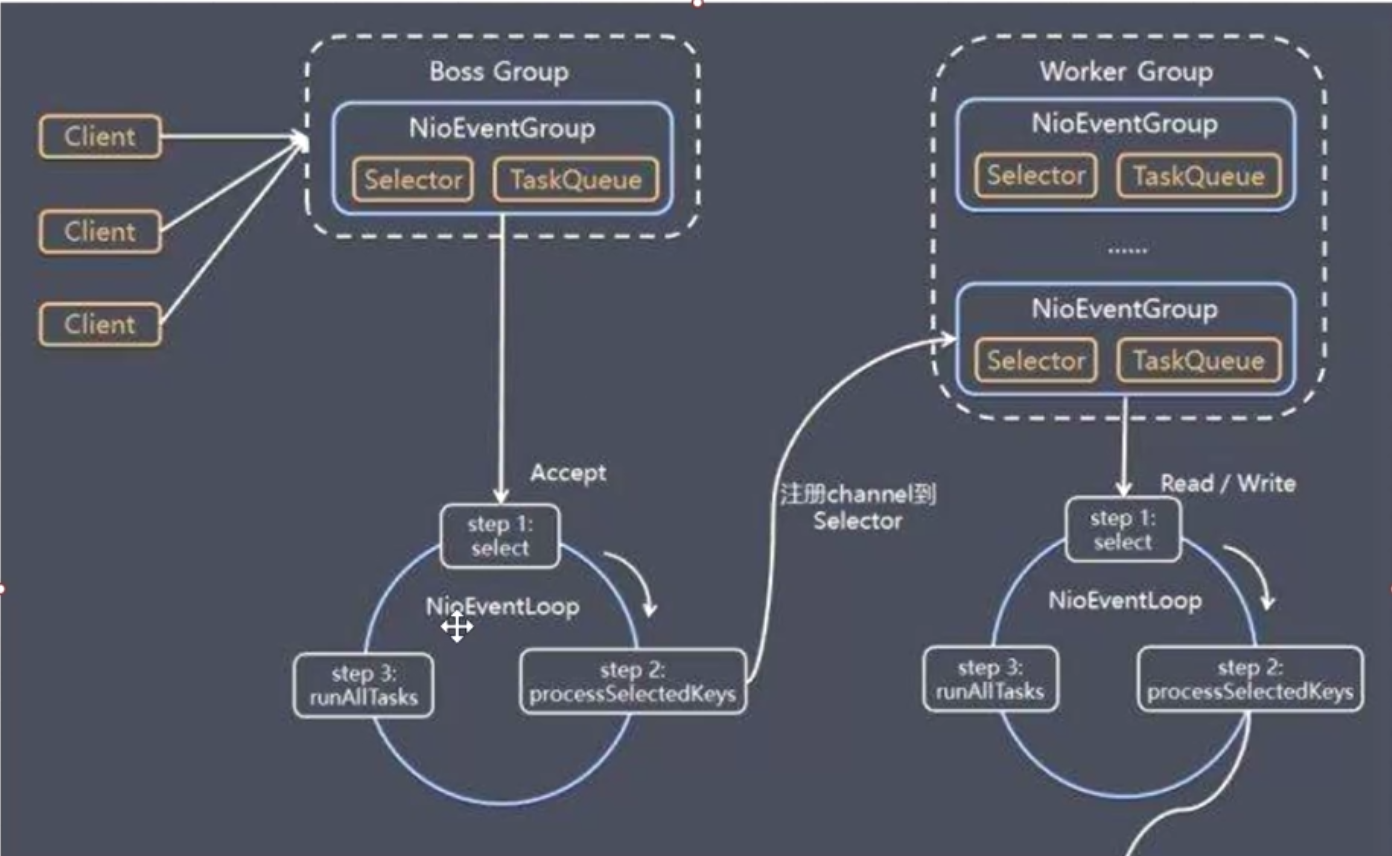 Boss Group
NioEventGroup
Selector
TaskQueue
Client
Client
Client
Accept
step 1:
select
NioEventLoop
step 2:
processSelectedKeys
step 3:
runAllTasks
注册channel到
Selector
Worker Group
NioEventGroup
Selector
TaskQueue
......
NioEventGroup
Selector
TaskQueue
Read / Write
step 1:
select
NioEventLoop
step 2:
processSelectedKeys
step 3:
runAllTasks